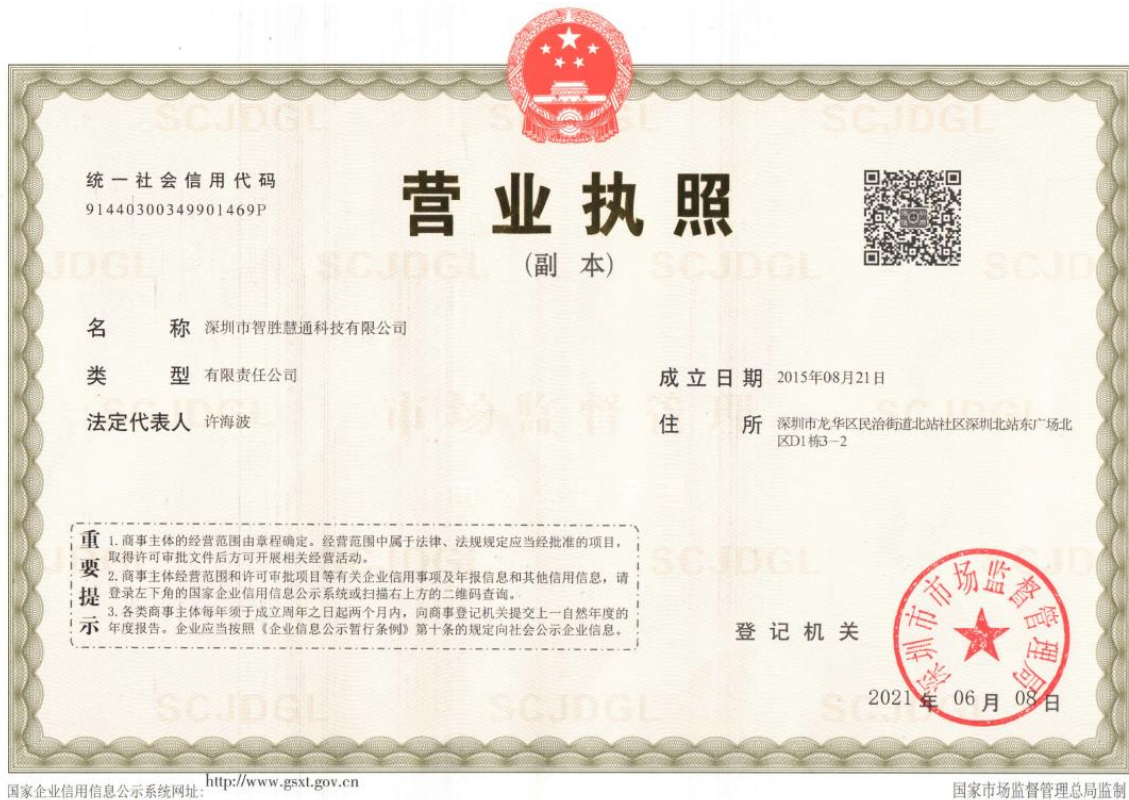 统一社会信用代码
91440300349901469P
营业执照
(副 本)
名 称 深圳市智胜慧通科技有限公司
类 型 有限责任公司
成立日期 2015年08月21日
法定代表人 许海波
住 所 深圳市龙华区民治街道北站社区深圳北站东广场北
区D1栋3-2
重要提示
1. 商事主体的经营范围由章程确定。经营范围中属于法律、法规规定应当经批准的项目，
取得许可审批文件后方可开展相关经营活动。
2. 商事主体经营范围和许可审批项目等有关企业信用事项及年报信息和其他信用信息，请
登录左下角的国家企业信用信息公示系统或扫描右上方的二维码查询。
3. 各类商事主体每年须于成立周年之日起两个月内，向商事登记机关提交上一自然年度的
年度报告。企业应当按照《企业信息公示暂行条例》第十条的规定向社会公示企业信息。
登记机关
深圳市市场监督管理局
2021 年 06 月 08 日
国家企业信用信息公示系统网址: http://www.gsxt.gov.cn
国家市场监督管理总局监制
SCJDGL
市场监督管理